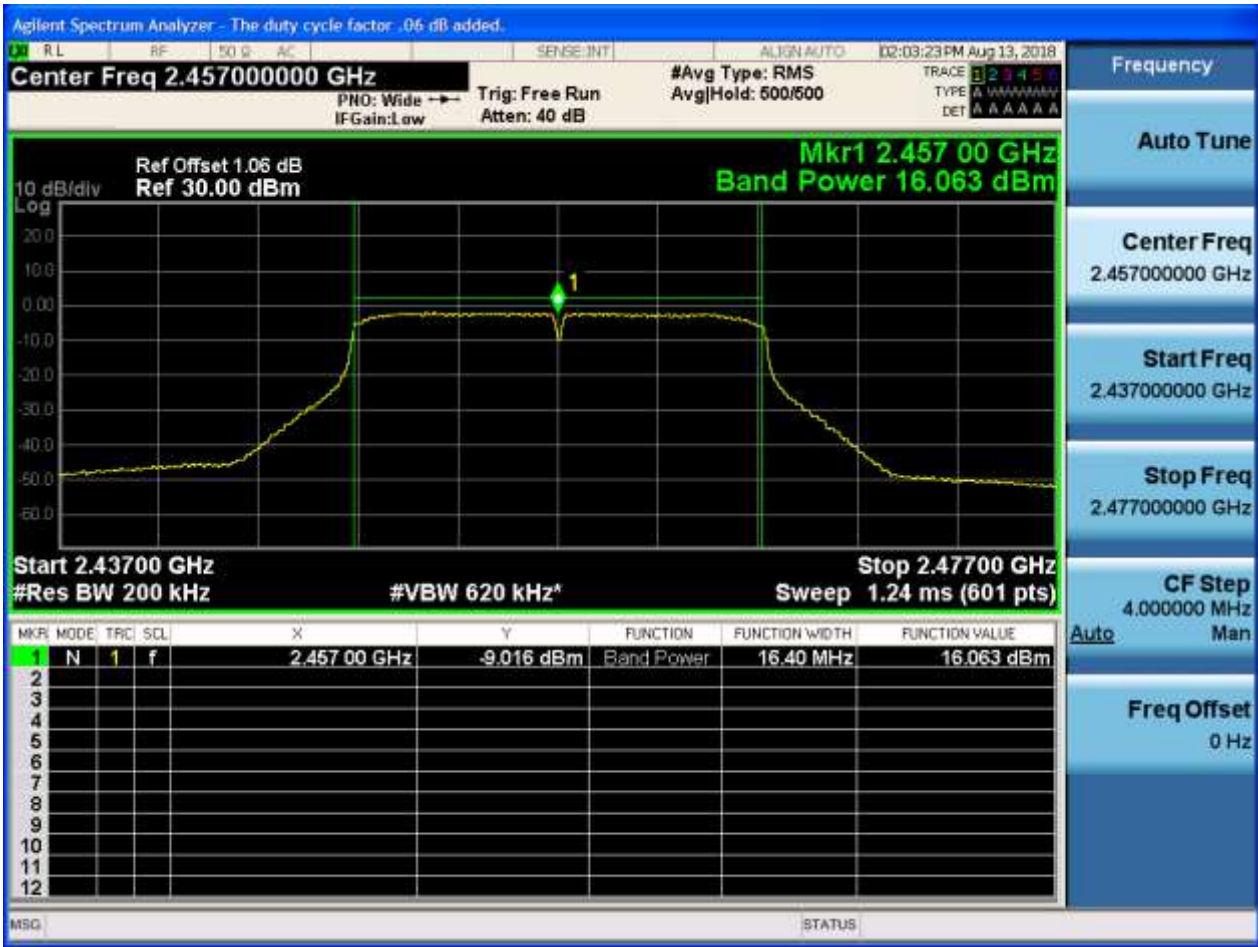 Agilent Spectrum Analyzer - The duty cycle factor .06 dB added.
RL RF 50 Ω AC SENSE:INT ALIGN AUTO 02:03:23 PM Aug 13, 2018
Center Freq 2.457000000 GHz #Avg Type: RMS TRACE 1 2 3 4 5 6
PNO: Wide Trig: Free Run Avg|Hold: 500/500 TYPE A WWWWW
IFGain:Low Atten: 40 dB DET A A A A A A
Frequency
Auto Tune
Center Freq
2.457000000 GHz
Start Freq
2.437000000 GHz
Stop Freq
2.477000000 GHz
CF Step
4.000000 MHz
Auto Man
Freq Offset
0 Hz
Mkr1 2.457 00 GHz
Ref Offset 1.06 dB
10 dB/div Ref 30.00 dBm Band Power 16.063 dBm
Log
20.0
10.0
1
0.00
-10.0
-20.0
-30.0
-40.0
-50.0
-60.0
Start 2.43700 GHz Stop 2.47700 GHz
#Res BW 200 kHz #VBW 620 kHz* Sweep 1.24 ms (601 pts)
MKR MODE TRC SCL X Y FUNCTION FUNCTION WIDTH FUNCTION VALUE
1 N 1 f 2.457 00 GHz -9.016 dBm Band Power 16.40 MHz 16.063 dBm
2
3
4
5
6
7
8
9
10
11
12
MSG STATUS